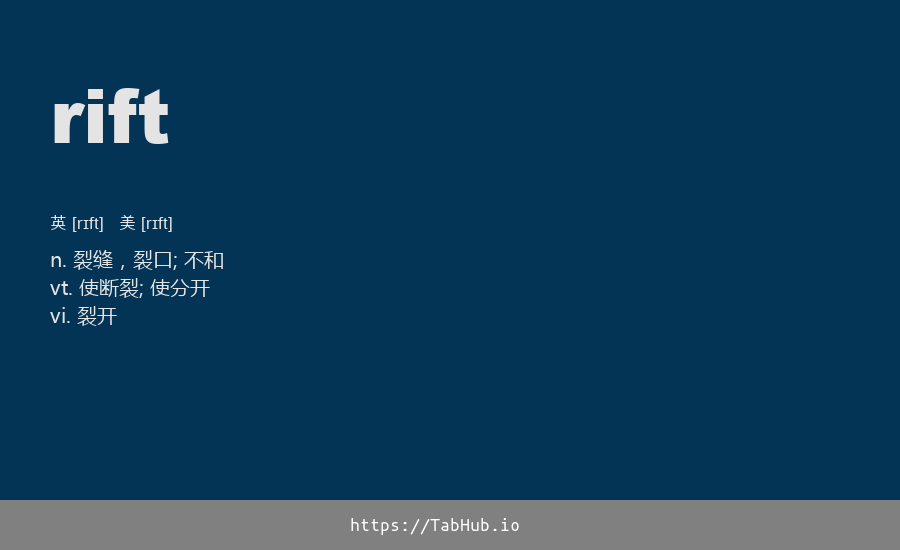 rift
英 [rɪft]   美 [rɪft]
n. 裂缝，裂口; 不和
vt. 使断裂; 使分开
vi. 裂开
https://TabHub.io